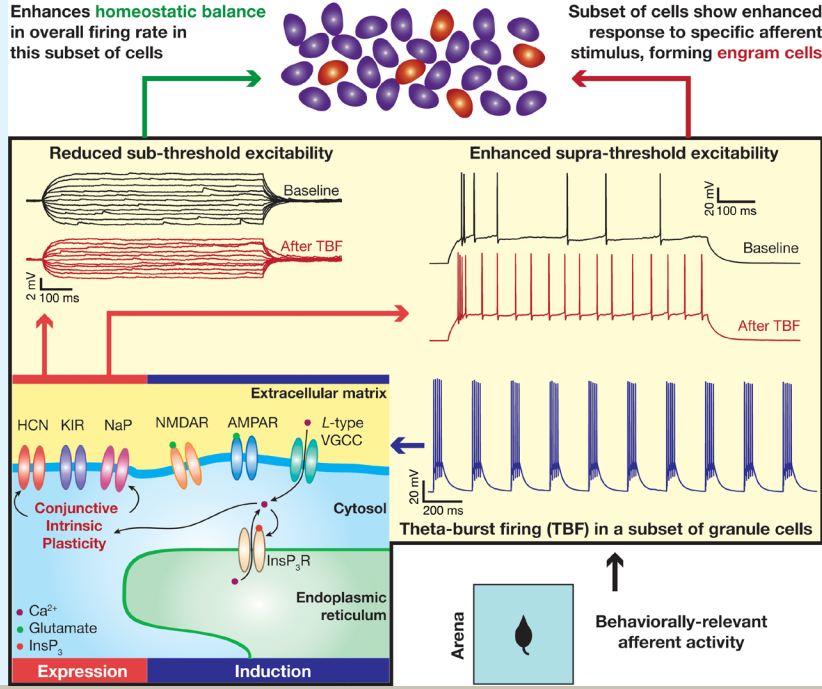 Enhances homeostatic balance
in overall firing rate in
this subset of cells
Subset of cells show enhanced
response to specific afferent
stimulus, forming engram cells
Reduced sub-threshold excitability
Baseline
After TBF
2 mV
100 ms
Enhanced supra-threshold excitability
20 mV
100 ms
Baseline
After TBF
Extracellular matrix
HCN KIR NaP NMDAR AMPAR L-type
VGCC
Conjunctive
Intrinsic
Plasticity
Cytosol
InsP3R
Endoplasmic
reticulum
Ca2+
Glutamate
InsP3
Expression
Induction
20 mV
200 ms
Theta-burst firing (TBF) in a subset of granule cells
Arena
Behaviorally-relevant
afferent activity